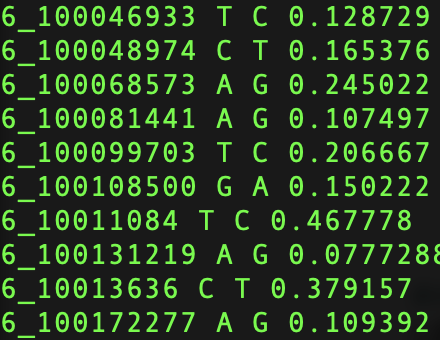 6_100046933 T C 0.128729
6_100048974 C T 0.165376
6_100068573 A G 0.245022
6_100081441 A G 0.107497
6_100099703 T C 0.206667
6_100108500 G A 0.150222
6_10011084 T C 0.467778
6_100131219 A G 0.0777288
6_10013636 C T 0.379157
6_100172277 A G 0.109392